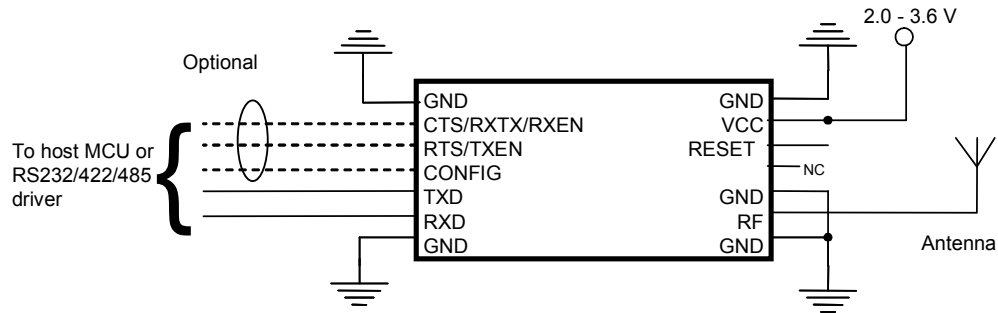 2.0 - 3.6 V
Optional
GND
CTS/RXTX/RXEN
RTS/TXEN
CONFIG
TXD
RXD
GND
GND
VCC
RESET
NC
GND
RF
GND
To host MCU or
RS232/422/485
driver
Antenna